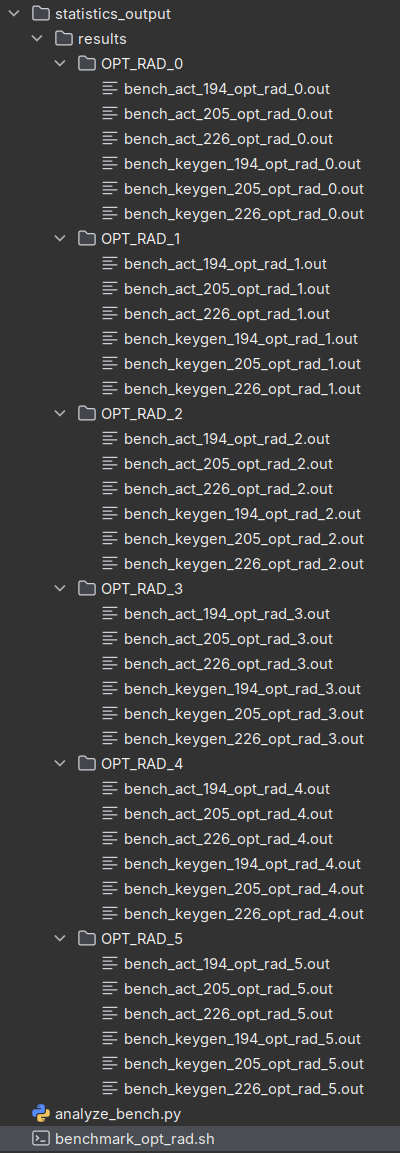 statistics_output
results
OPT_RAD_0
bench_act_194_opt_rad_0.out
bench_act_205_opt_rad_0.out
bench_act_226_opt_rad_0.out
bench_keygen_194_opt_rad_0.out
bench_keygen_205_opt_rad_0.out
bench_keygen_226_opt_rad_0.out
OPT_RAD_1
bench_act_194_opt_rad_1.out
bench_act_205_opt_rad_1.out
bench_act_226_opt_rad_1.out
bench_keygen_194_opt_rad_1.out
bench_keygen_205_opt_rad_1.out
bench_keygen_226_opt_rad_1.out
OPT_RAD_2
bench_act_194_opt_rad_2.out
bench_act_205_opt_rad_2.out
bench_act_226_opt_rad_2.out
bench_keygen_194_opt_rad_2.out
bench_keygen_205_opt_rad_2.out
bench_keygen_226_opt_rad_2.out
OPT_RAD_3
bench_act_194_opt_rad_3.out
bench_act_205_opt_rad_3.out
bench_act_226_opt_rad_3.out
bench_keygen_194_opt_rad_3.out
bench_keygen_205_opt_rad_3.out
bench_keygen_226_opt_rad_3.out
OPT_RAD_4
bench_act_194_opt_rad_4.out
bench_act_205_opt_rad_4.out
bench_act_226_opt_rad_4.out
bench_keygen_194_opt_rad_4.out
bench_keygen_205_opt_rad_4.out
bench_keygen_226_opt_rad_4.out
OPT_RAD_5
bench_act_194_opt_rad_5.out
bench_act_205_opt_rad_5.out
bench_act_226_opt_rad_5.out
bench_keygen_194_opt_rad_5.out
bench_keygen_205_opt_rad_5.out
bench_keygen_226_opt_rad_5.out
analyze_bench.py
benchmark_opt_rad.sh